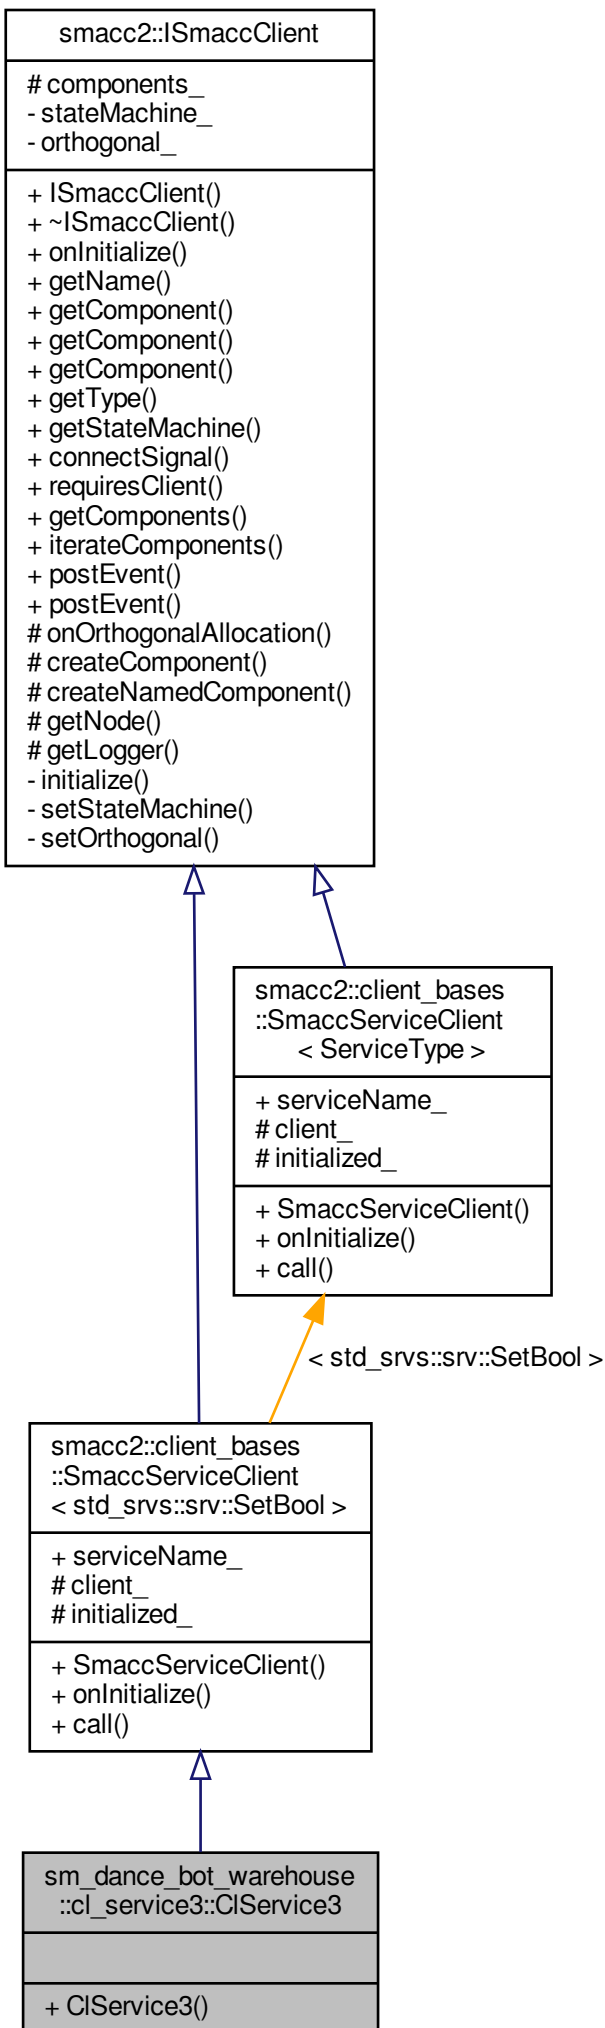 smacc2::ISmaccClient
# components_
- stateMachine_
- orthogonal_
+ ISmaccClient()
+ ~ISmaccClient()
+ onInitialize()
+ getName()
+ getComponent()
+ getComponent()
+ getComponent()
+ getType()
+ getStateMachine()
+ connectSignal()
+ requiresClient()
+ getComponents()
+ iterateComponents()
+ postEvent()
+ postEvent()
# onOrthogonalAllocation()
# createComponent()
# createNamedComponent()
# getNode()
# getLogger()
- initialize()
- setStateMachine()
- setOrthogonal()
smacc2::client_bases
::SmaccServiceClient
< ServiceType >
+ serviceName_
# client_
# initialized_
+ SmaccServiceClient()
+ onInitialize()
+ call()
< std_srvs::srv::SetBool >
smacc2::client_bases
::SmaccServiceClient
< std_srvs::srv::SetBool >
+ serviceName_
# client_
# initialized_
+ SmaccServiceClient()
+ onInitialize()
+ call()
sm_dance_bot_warehouse
::cl_service3::ClService3
+ ClService3()